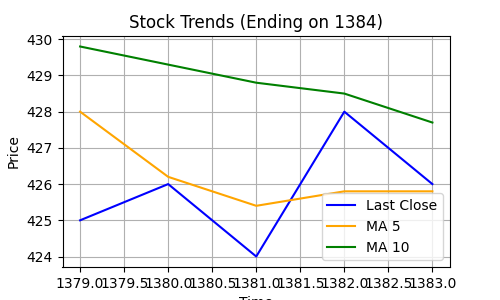 Stock Trends (Ending on 1384)
430
429
428
427
426
425
424
Price
Last Close
MA 5
MA 10
1379.0 1379.5 1380.0 1380.5 1381.0 1381.5 1382.0 1382.5 1383.0
Time